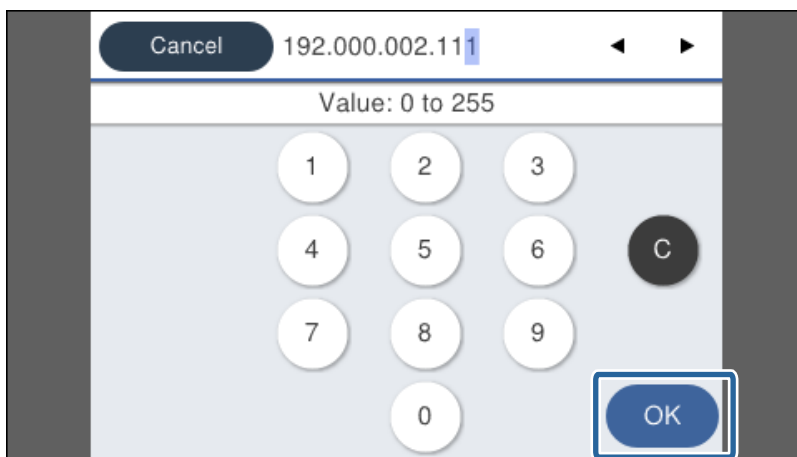 Cancel 192.000.002.111 ◀ ▶
Value: 0 to 255
1 2 3
4 5 6 C
7 8 9
0 OK